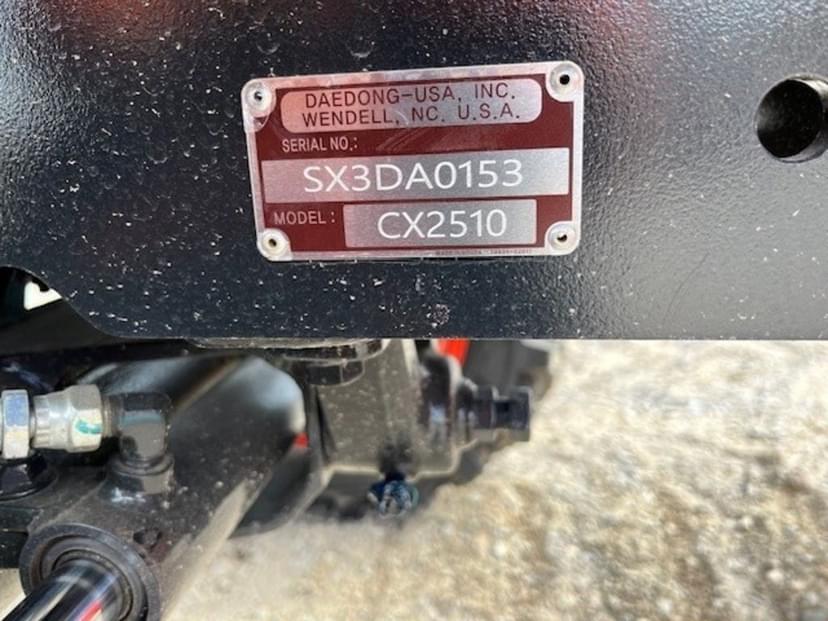 DAEDONG-USA, INC.
WENDELL, NC, U.S.A.
SERIAL NO.:
SX3DA0153
MODEL: CX2510